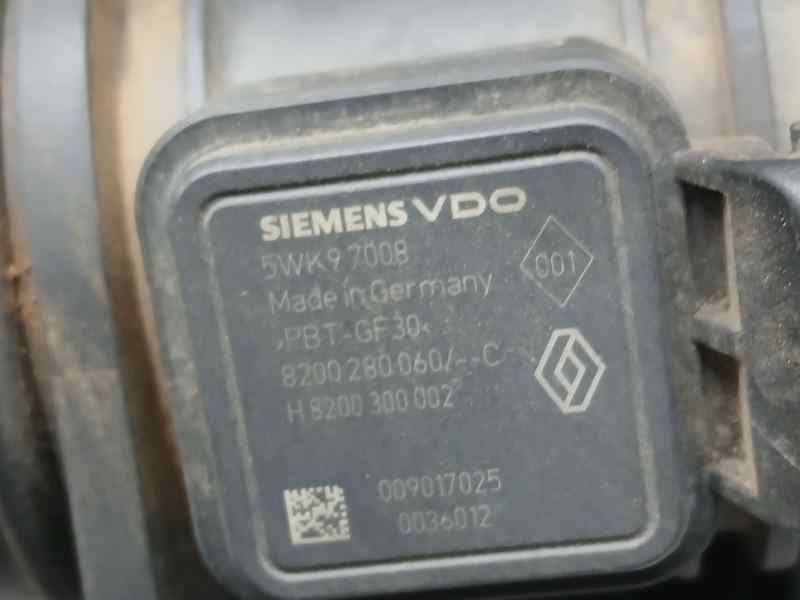 SIEMENS VDO
5WK9 7008
001
Made in Germany
›PBT-GF30‹
8200 280 060/--C
H 8200 300 002
009017025
0036012